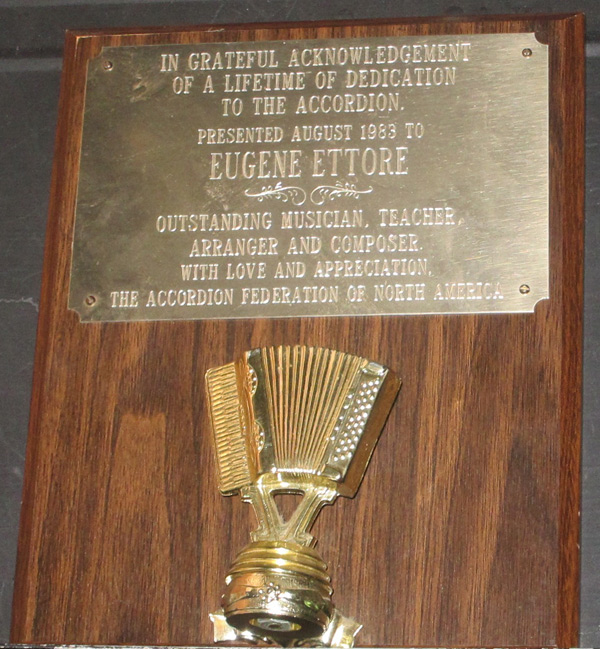 IN GRATEFUL ACKNOWLEDGEMENT
OF A LIFETIME OF DEDICATION
TO THE ACCORDION.
PRESENTED AUGUST 1983 TO
EUGENE ETTORE
OUTSTANDING MUSICIAN, TEACHER,
ARRANGER AND COMPOSER.
WITH LOVE AND APPRECIATION,
THE ACCORDION FEDERATION OF NORTH AMERICA